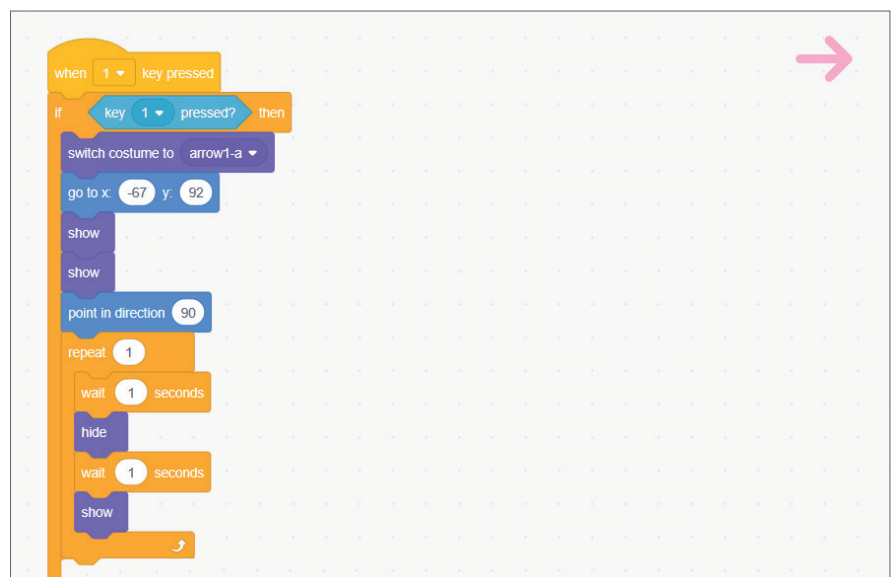 when 1 key pressed
if key 1 pressed? then
switch costume to arrow1-a
go to x: -67 y: 92
show
show
point in direction 90
repeat 1
wait 1 seconds
hide
wait 1 seconds
show